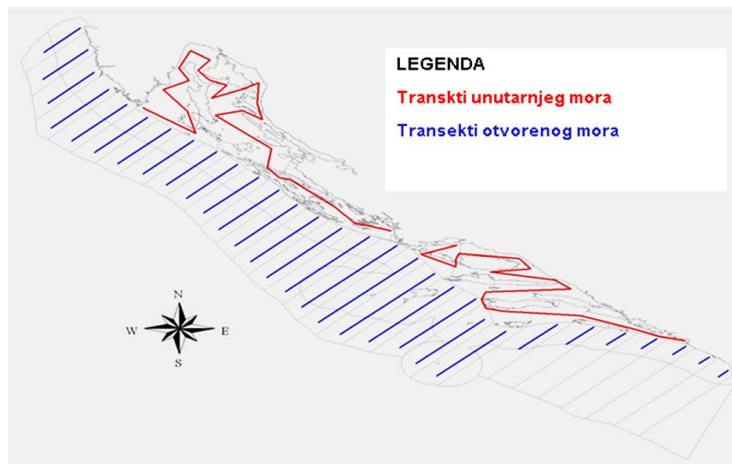 LEGENDA
Transkti unutarnjeg mora
Transekti otvorenog mora
N
W E
S